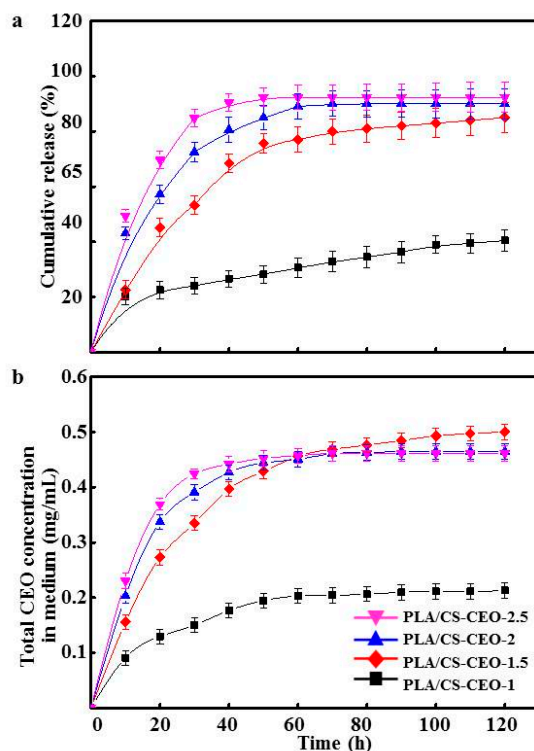 a
120
100
80
65
40
20
Cumulative release (%)
b
0.6
0.5
0.4
0.3
0.2
0.1
Total CEO concentration
in medium (mg/mL)
PLA/CS-CEO-2.5
PLA/CS-CEO-2
PLA/CS-CEO-1.5
PLA/CS-CEO-1
0 20 40 60 80 100 120
Time (h)